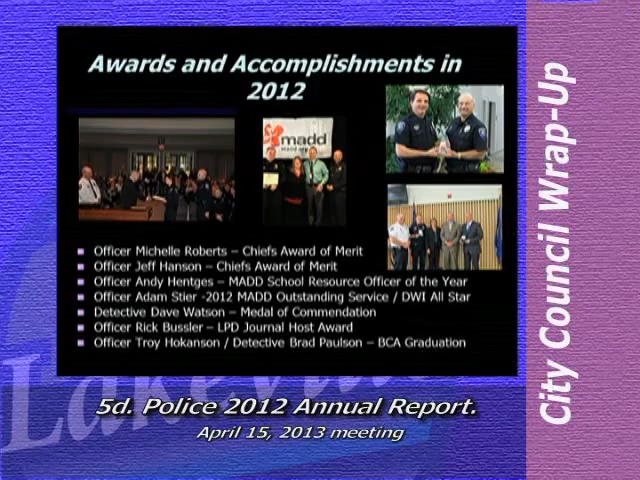 Awards and Accomplishments in
2012
madd
Officer Michelle Roberts – Chiefs Award of Merit
Officer Jeff Hanson – Chiefs Award of Merit
Officer Andy Hentges – MADD School Resource Officer of the Year
Officer Adam Stier -2012 MADD Outstanding Service / DWI All Star
Detective Dave Watson – Medal of Commendation
Officer Rick Bussler – LPD Journal Host Award
Officer Troy Hokanson / Detective Brad Paulson – BCA Graduation
5d. Police 2012 Annual Report.
April 15, 2013 meeting
City Council Wrap-Up